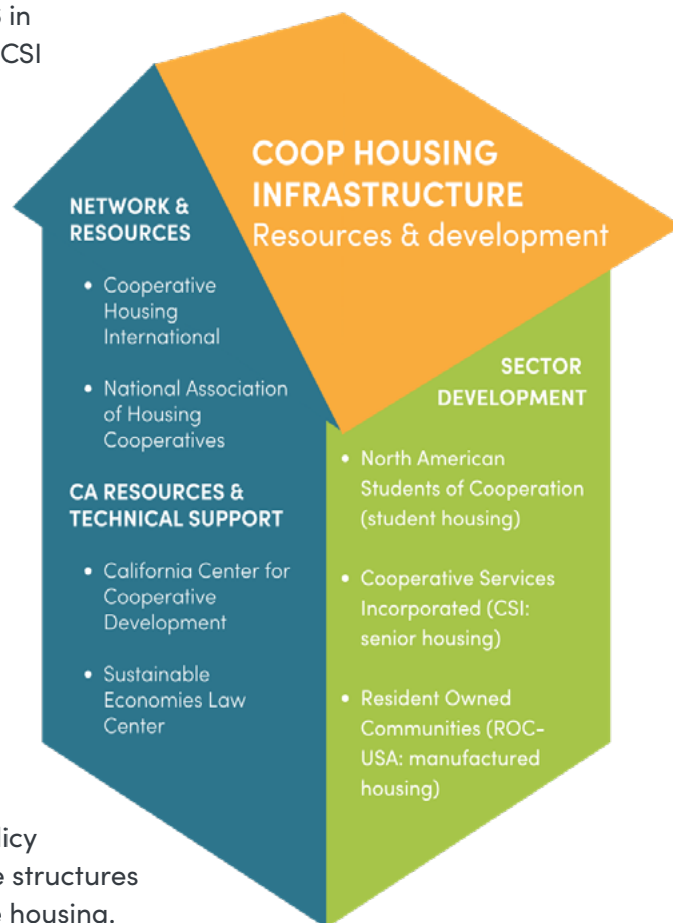 in
CSI
COOP HOUSING
INFRASTRUCTURE
Resources & development
NETWORK &
RESOURCES
• Cooperative
Housing
International
• National Association
of Housing
Cooperatives
CA RESOURCES &
TECHNICAL SUPPORT
• California Center for
Cooperative
Development
• Sustainable
Economies Law
Center
SECTOR
DEVELOPMENT
• North American
Students of Cooperation
(student housing)
• Cooperative Services
Incorporated (CSI:
senior housing)
• Resident Owned
Communities (ROC-
USA: manufactured
housing)
licy
structures
housing.